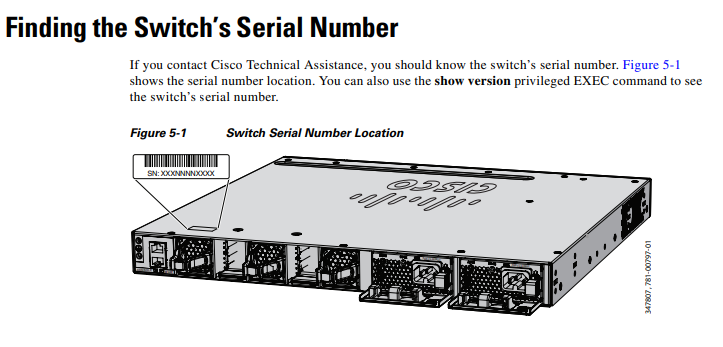 Finding the Switch's Serial Number
If you contact Cisco Technical Assistance, you should know the switch's serial number. Figure 5-1
shows the serial number location. You can also use the show version privileged EXEC command to see
the switch's serial number.
Figure 5-1 Switch Serial Number Location
SN: XXXNNNNXXXX
CISCO
347807, 781-00797-01